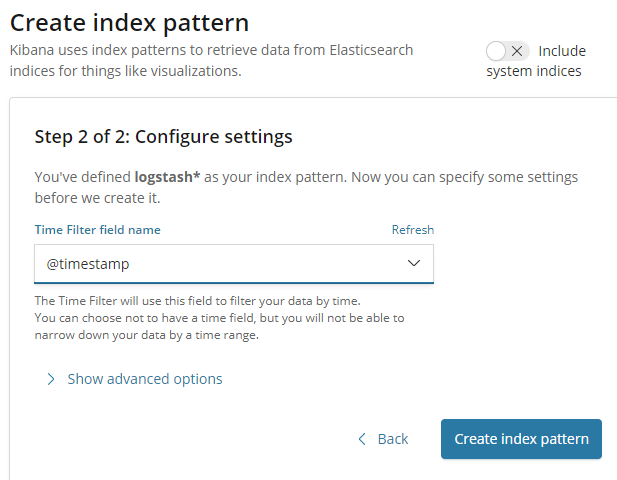 Create index pattern
Kibana uses index patterns to retrieve data from Elasticsearch
indices for things like visualizations.
Include
system indices
Step 2 of 2: Configure settings
You've defined logstash* as your index pattern. Now you can specify some settings
before we create it.
Time Filter field name
Refresh
@timestamp
The Time Filter will use this field to filter your data by time.
You can choose not to have a time field, but you will not be able to
narrow down your data by a time range.
Show advanced options
Back
Create index pattern